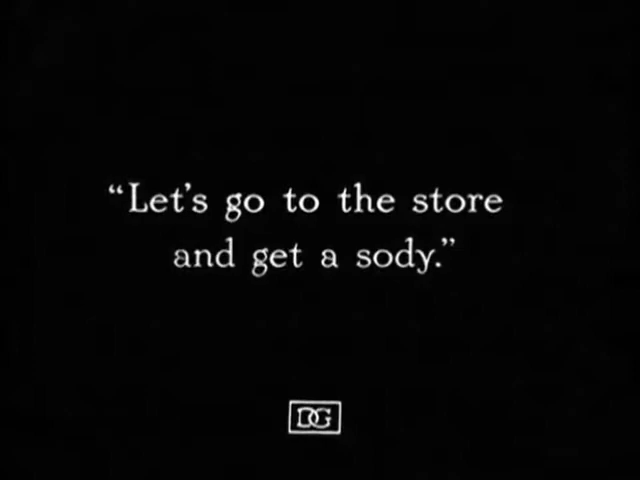 “Let's go to the store
and get a sody.”
DG